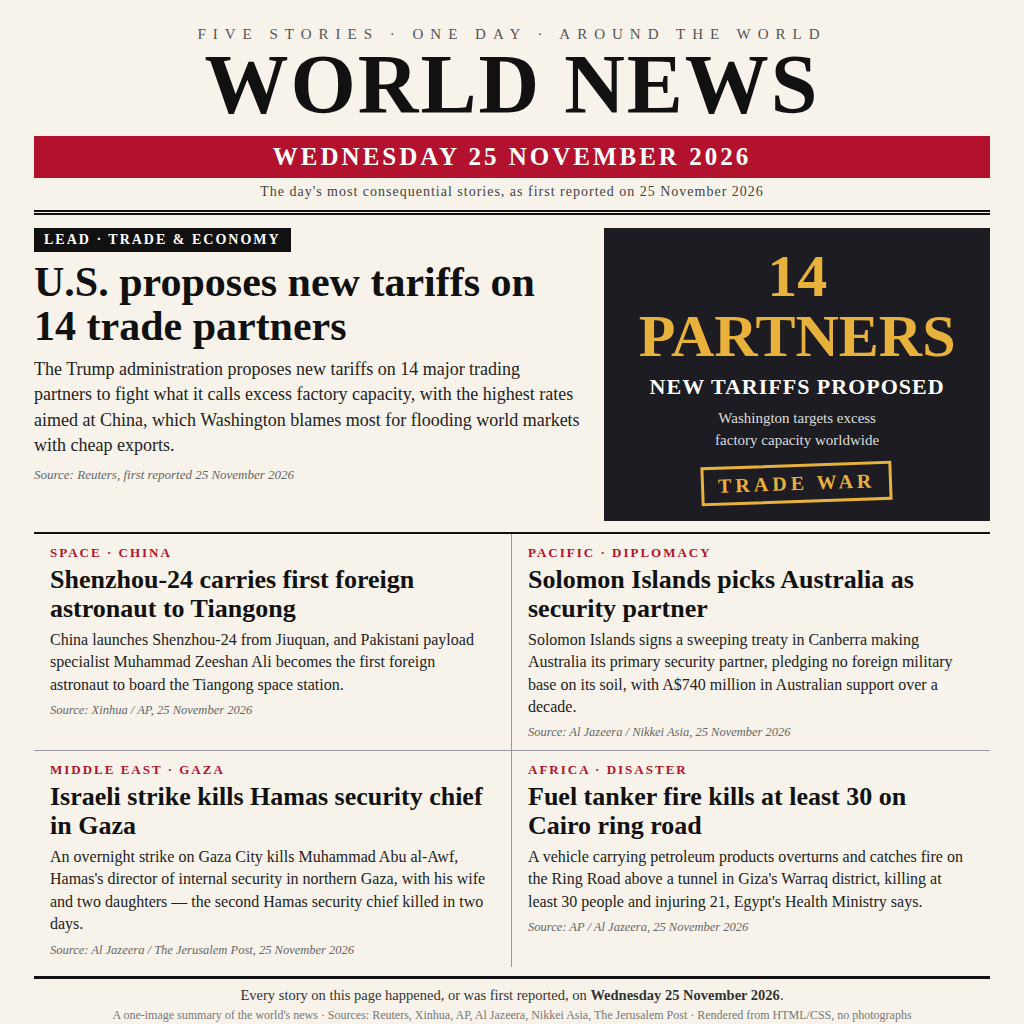 FIVE STORIES · ONE DAY · AROUND THE WORLD
WORLD NEWS
WEDNESDAY 25 NOVEMBER 2026
The day's most consequential stories, as first reported on 25 November 2026
LEAD · TRADE & ECONOMY
U.S. proposes new tariffs on
14 trade partners
The Trump administration proposes new tariffs on 14 major trading
partners to fight what it calls excess factory capacity, with the highest rates
aimed at China, which Washington blames most for flooding world markets
with cheap exports.
Source: Reuters, first reported 25 November 2026
14
PARTNERS
NEW TARIFFS PROPOSED
Washington targets excess
factory capacity worldwide
TRADE WAR
SPACE · CHINA
Shenzhou-24 carries first foreign
astronaut to Tiangong
China launches Shenzhou-24 from Jiuquan, and Pakistani payload
specialist Muhammad Zeeshan Ali becomes the first foreign
astronaut to board the Tiangong space station.
Source: Xinhua / AP, 25 November 2026
PACIFIC · DIPLOMACY
Solomon Islands picks Australia as
security partner
Solomon Islands signs a sweeping treaty in Canberra making
Australia its primary security partner, pledging no foreign military
base on its soil, with A$740 million in Australian support over a
decade.
Source: Al Jazeera / Nikkei Asia, 25 November 2026
MIDDLE EAST · GAZA
Israeli strike kills Hamas security chief
in Gaza
An overnight strike on Gaza City kills Muhammad Abu al-Awf,
Hamas's director of internal security in northern Gaza, with his wife
and two daughters — the second Hamas security chief killed in two
days.
Source: Al Jazeera / The Jerusalem Post, 25 November 2026
AFRICA · DISASTER
Fuel tanker fire kills at least 30 on
Cairo ring road
A vehicle carrying petroleum products overturns and catches fire on
the Ring Road above a tunnel in Giza's Warraq district, killing at
least 30 people and injuring 21, Egypt's Health Ministry says.
Source: AP / Al Jazeera, 25 November 2026
Every story on this page happened, or was first reported, on Wednesday 25 November 2026.
A one-image summary of the world's news · Sources: Reuters, Xinhua, AP, Al Jazeera, Nikkei Asia, The Jerusalem Post · Rendered from HTML/CSS, no photographs